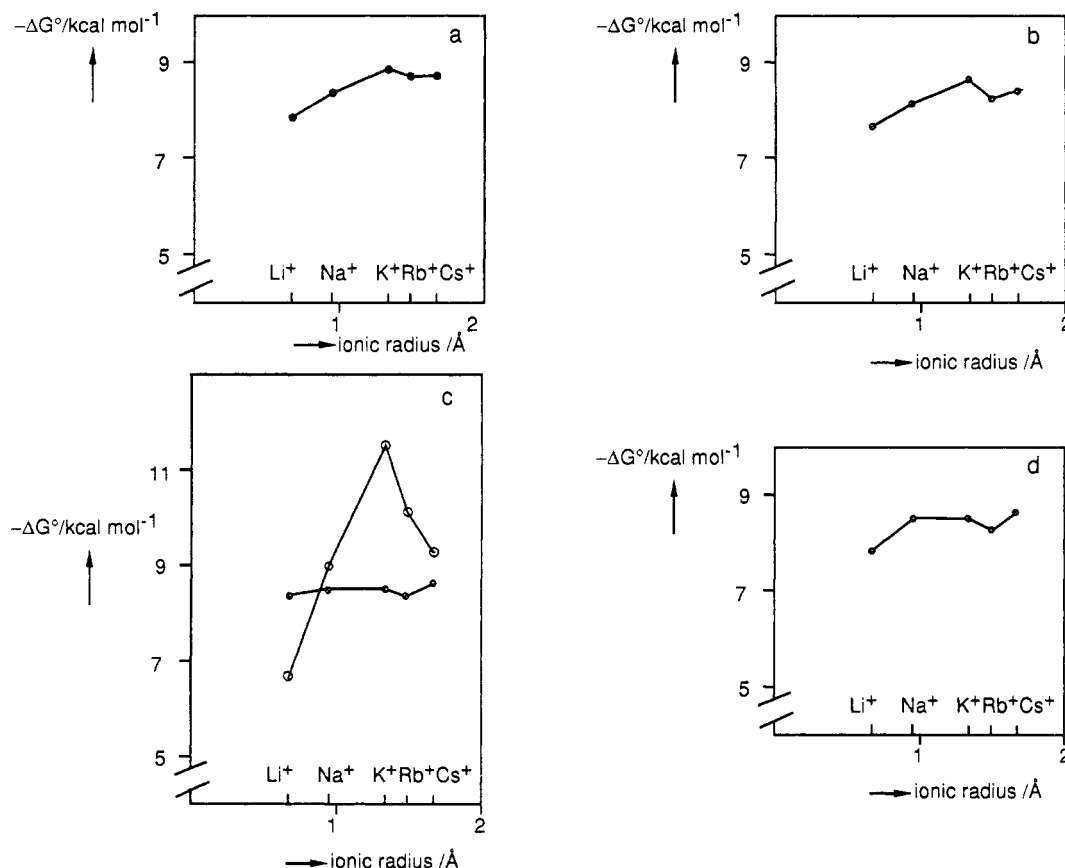 −ΔG°/kcal mol⁻¹
a
9
7
5
Li⁺ Na⁺ K⁺ Rb⁺ Cs⁺
1 2
ionic radius /Å
−ΔG°/kcal mol⁻¹
b
9
7
5
Li⁺ Na⁺ K⁺ Rb⁺ Cs⁺
1 2
ionic radius /Å
c
11
−ΔG°/kcal mol⁻¹
9
7
5
Li⁺ Na⁺ K⁺ Rb⁺ Cs⁺
1 2
ionic radius /Å
−ΔG°/kcal mol⁻¹
d
9
7
5
Li⁺ Na⁺ K⁺ Rb⁺ Cs⁺
1 2
ionic radius /Å